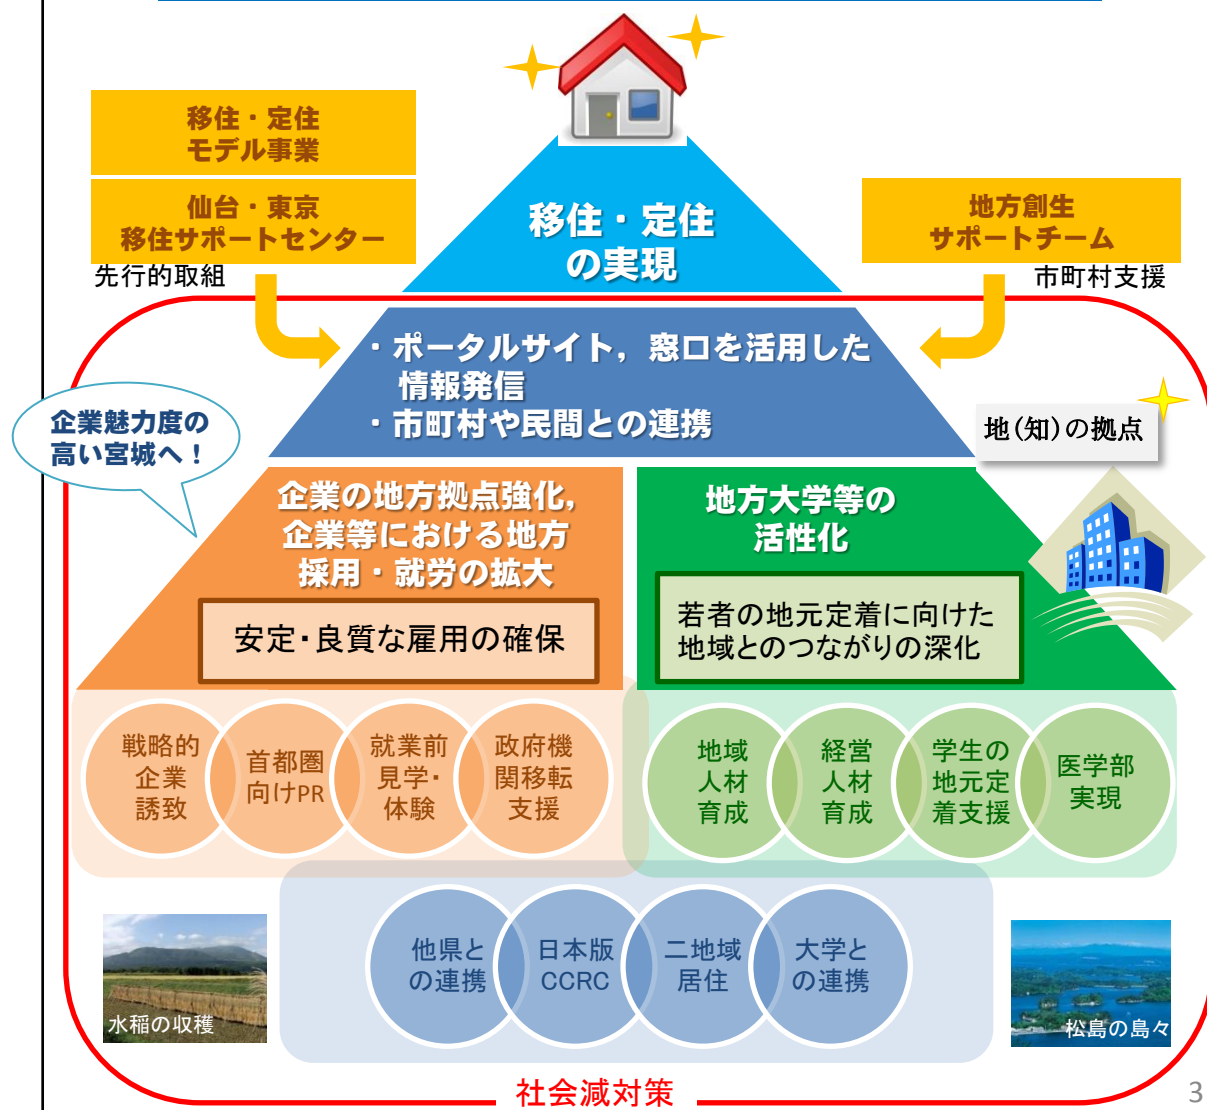 移住・定住
モデル事業
仙台・東京
移住サポートセンター
先行的取組
移住・定住
の実現
地方創生
サポートチーム
市町村支援
・ポータルサイト，窓口を活用した
情報発信
・市町村や民間との連携
企業魅力度の
高い宮城へ！
地(知)の拠点
企業の地方拠点強化，
企業等における地方
採用・就労の拡大
安定・良質な雇用の確保
地方大学等の
活性化
若者の地元定着に向けた
地域とのつながりの深化
戦略的
企業
誘致
首都圏
向けPR
就業前
見学・
体験
政府機
関移転
支援
地域
人材
育成
経営
人材
育成
学生の
地元定
着支援
医学部
実現
他県と
の連携
日本版
CCRC
二地域
居住
大学と
の連携
水稲の収穫
松島の島々
社会減対策
3